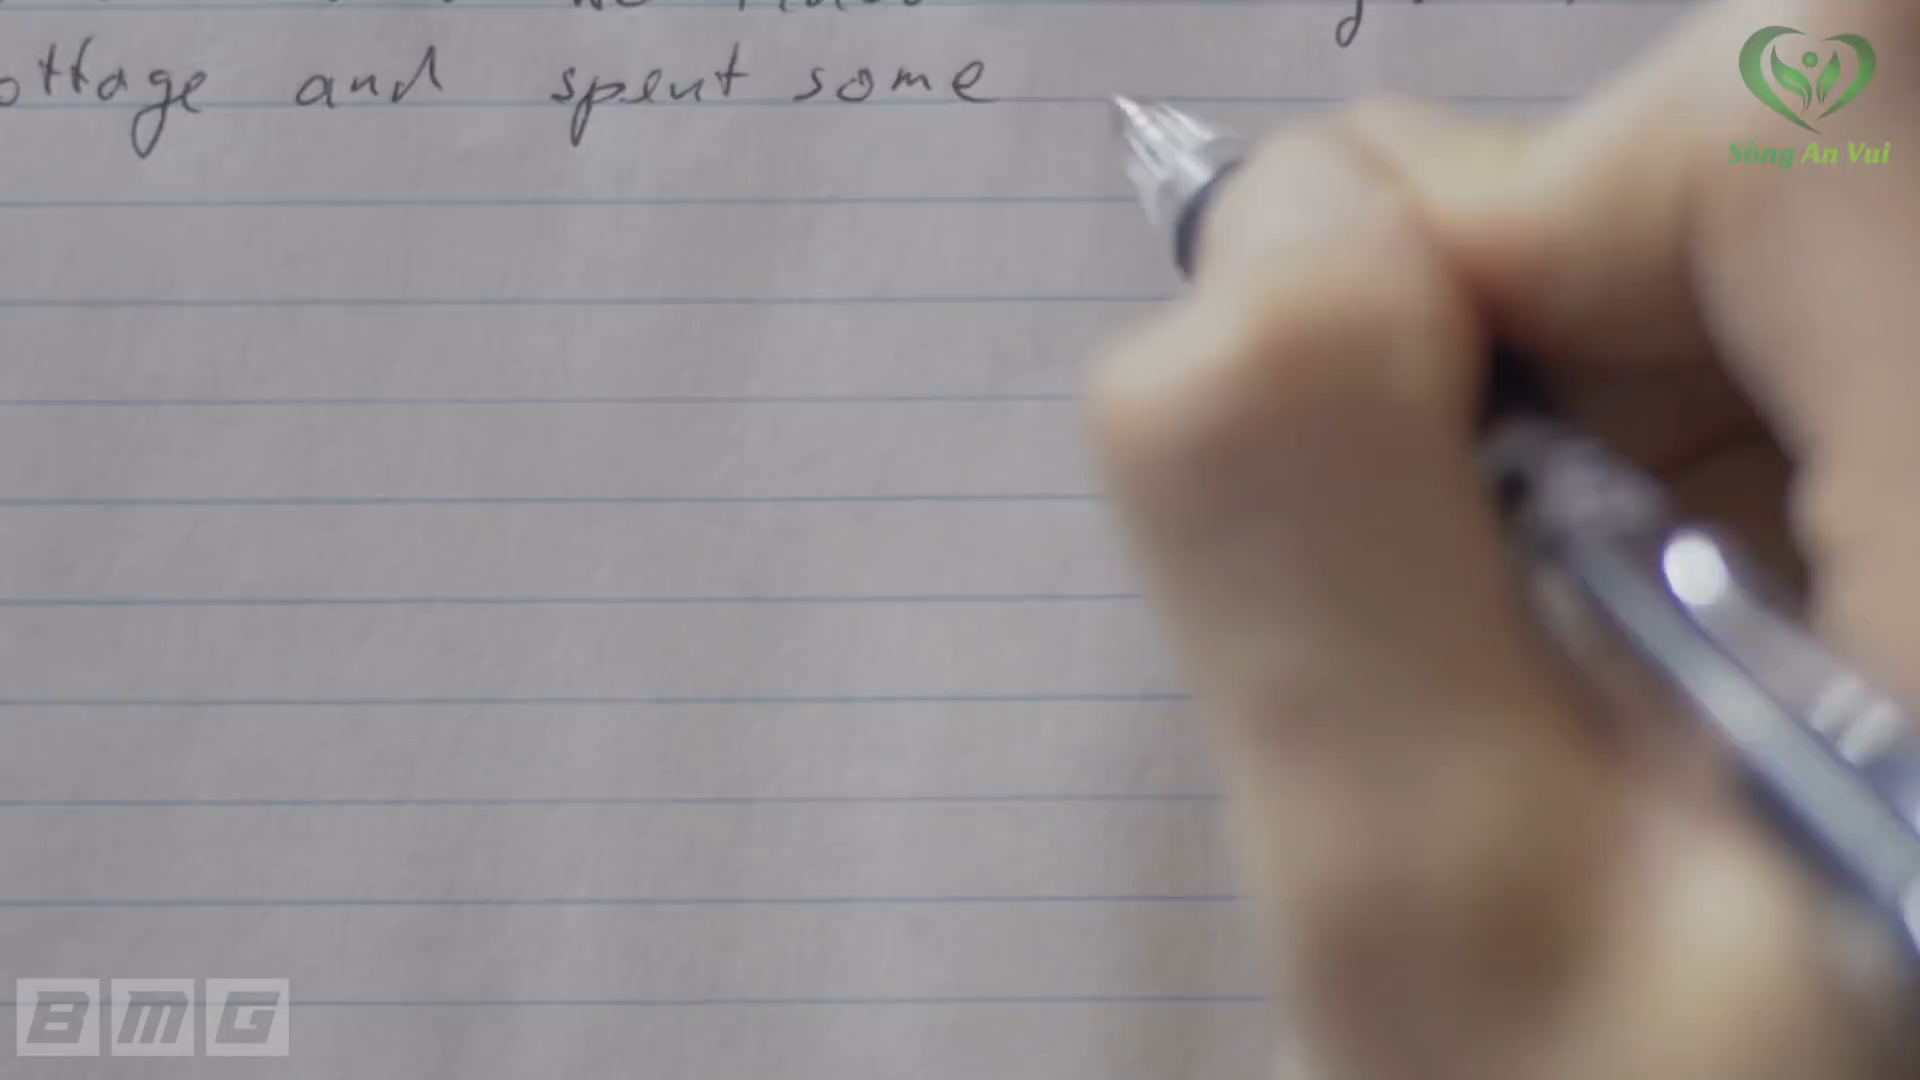 ottage and spent some
Sống An Vui
BMG